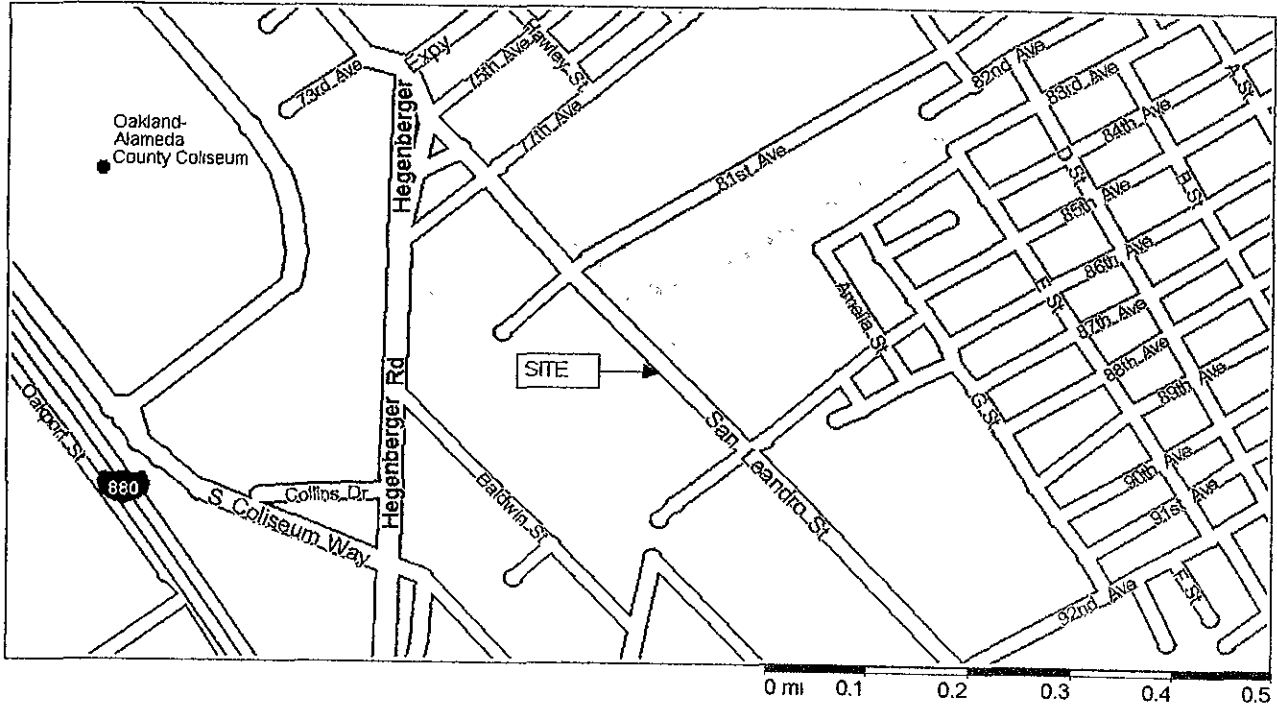 73rd Ave
Expy
75th Ave
Hawley St
77th Ave
82nd Ave
83rd Ave
A St
84th Ave
Oakland-
Alameda
County Coliseum
Hegenberger
81st Ave
D St
B St
85th Ave
86th Ave
E St
Amelia St
87th Ave
88th Ave
89th Ave
SITE
Hegenberger Rd
Oakport St
880
S Coliseum Way
Collins Dr
Baldwin St
San Leandro St
G St
90th Ave
91st Ave
92nd Ave
E St
0 mi 0.1 0.2 0.3 0.4 0.5